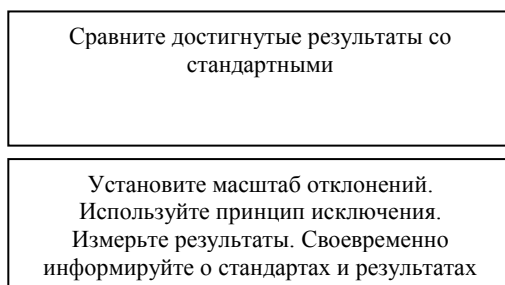 Сравните достигнутые результаты со
стандартными
Установите масштаб отклонений.
Используйте принцип исключения.
Измерьте результаты. Своевременно
информируйте о стандартах и результатах